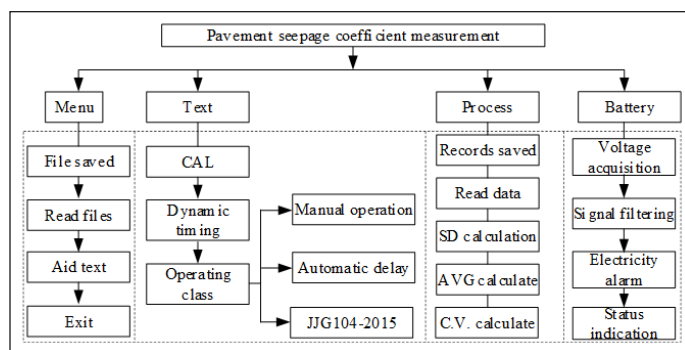 Pavement seepage coefficient measurement
Menu
Text
Process
Battery
File saved
Read files
Aid text
Exit
CAL
Dynamic
timing
Operating
class
Manual operation
Automatic delay
JJG104-2015
Records saved
Read data
SD calculation
AVG calculate
C.V. calculate
Voltage
acquisition
Signal filtering
Electricity
alarm
Status
indication